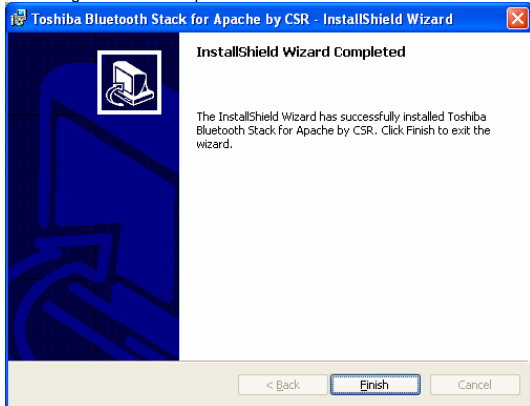 Toshiba Bluetooth Stack for Apache by CSR - InstallShield Wizard
InstallShield Wizard Completed
The InstallShield Wizard has successfully installed Toshiba
Bluetooth Stack for Apache by CSR. Click Finish to exit the
wizard.
< Back
Finish
Cancel